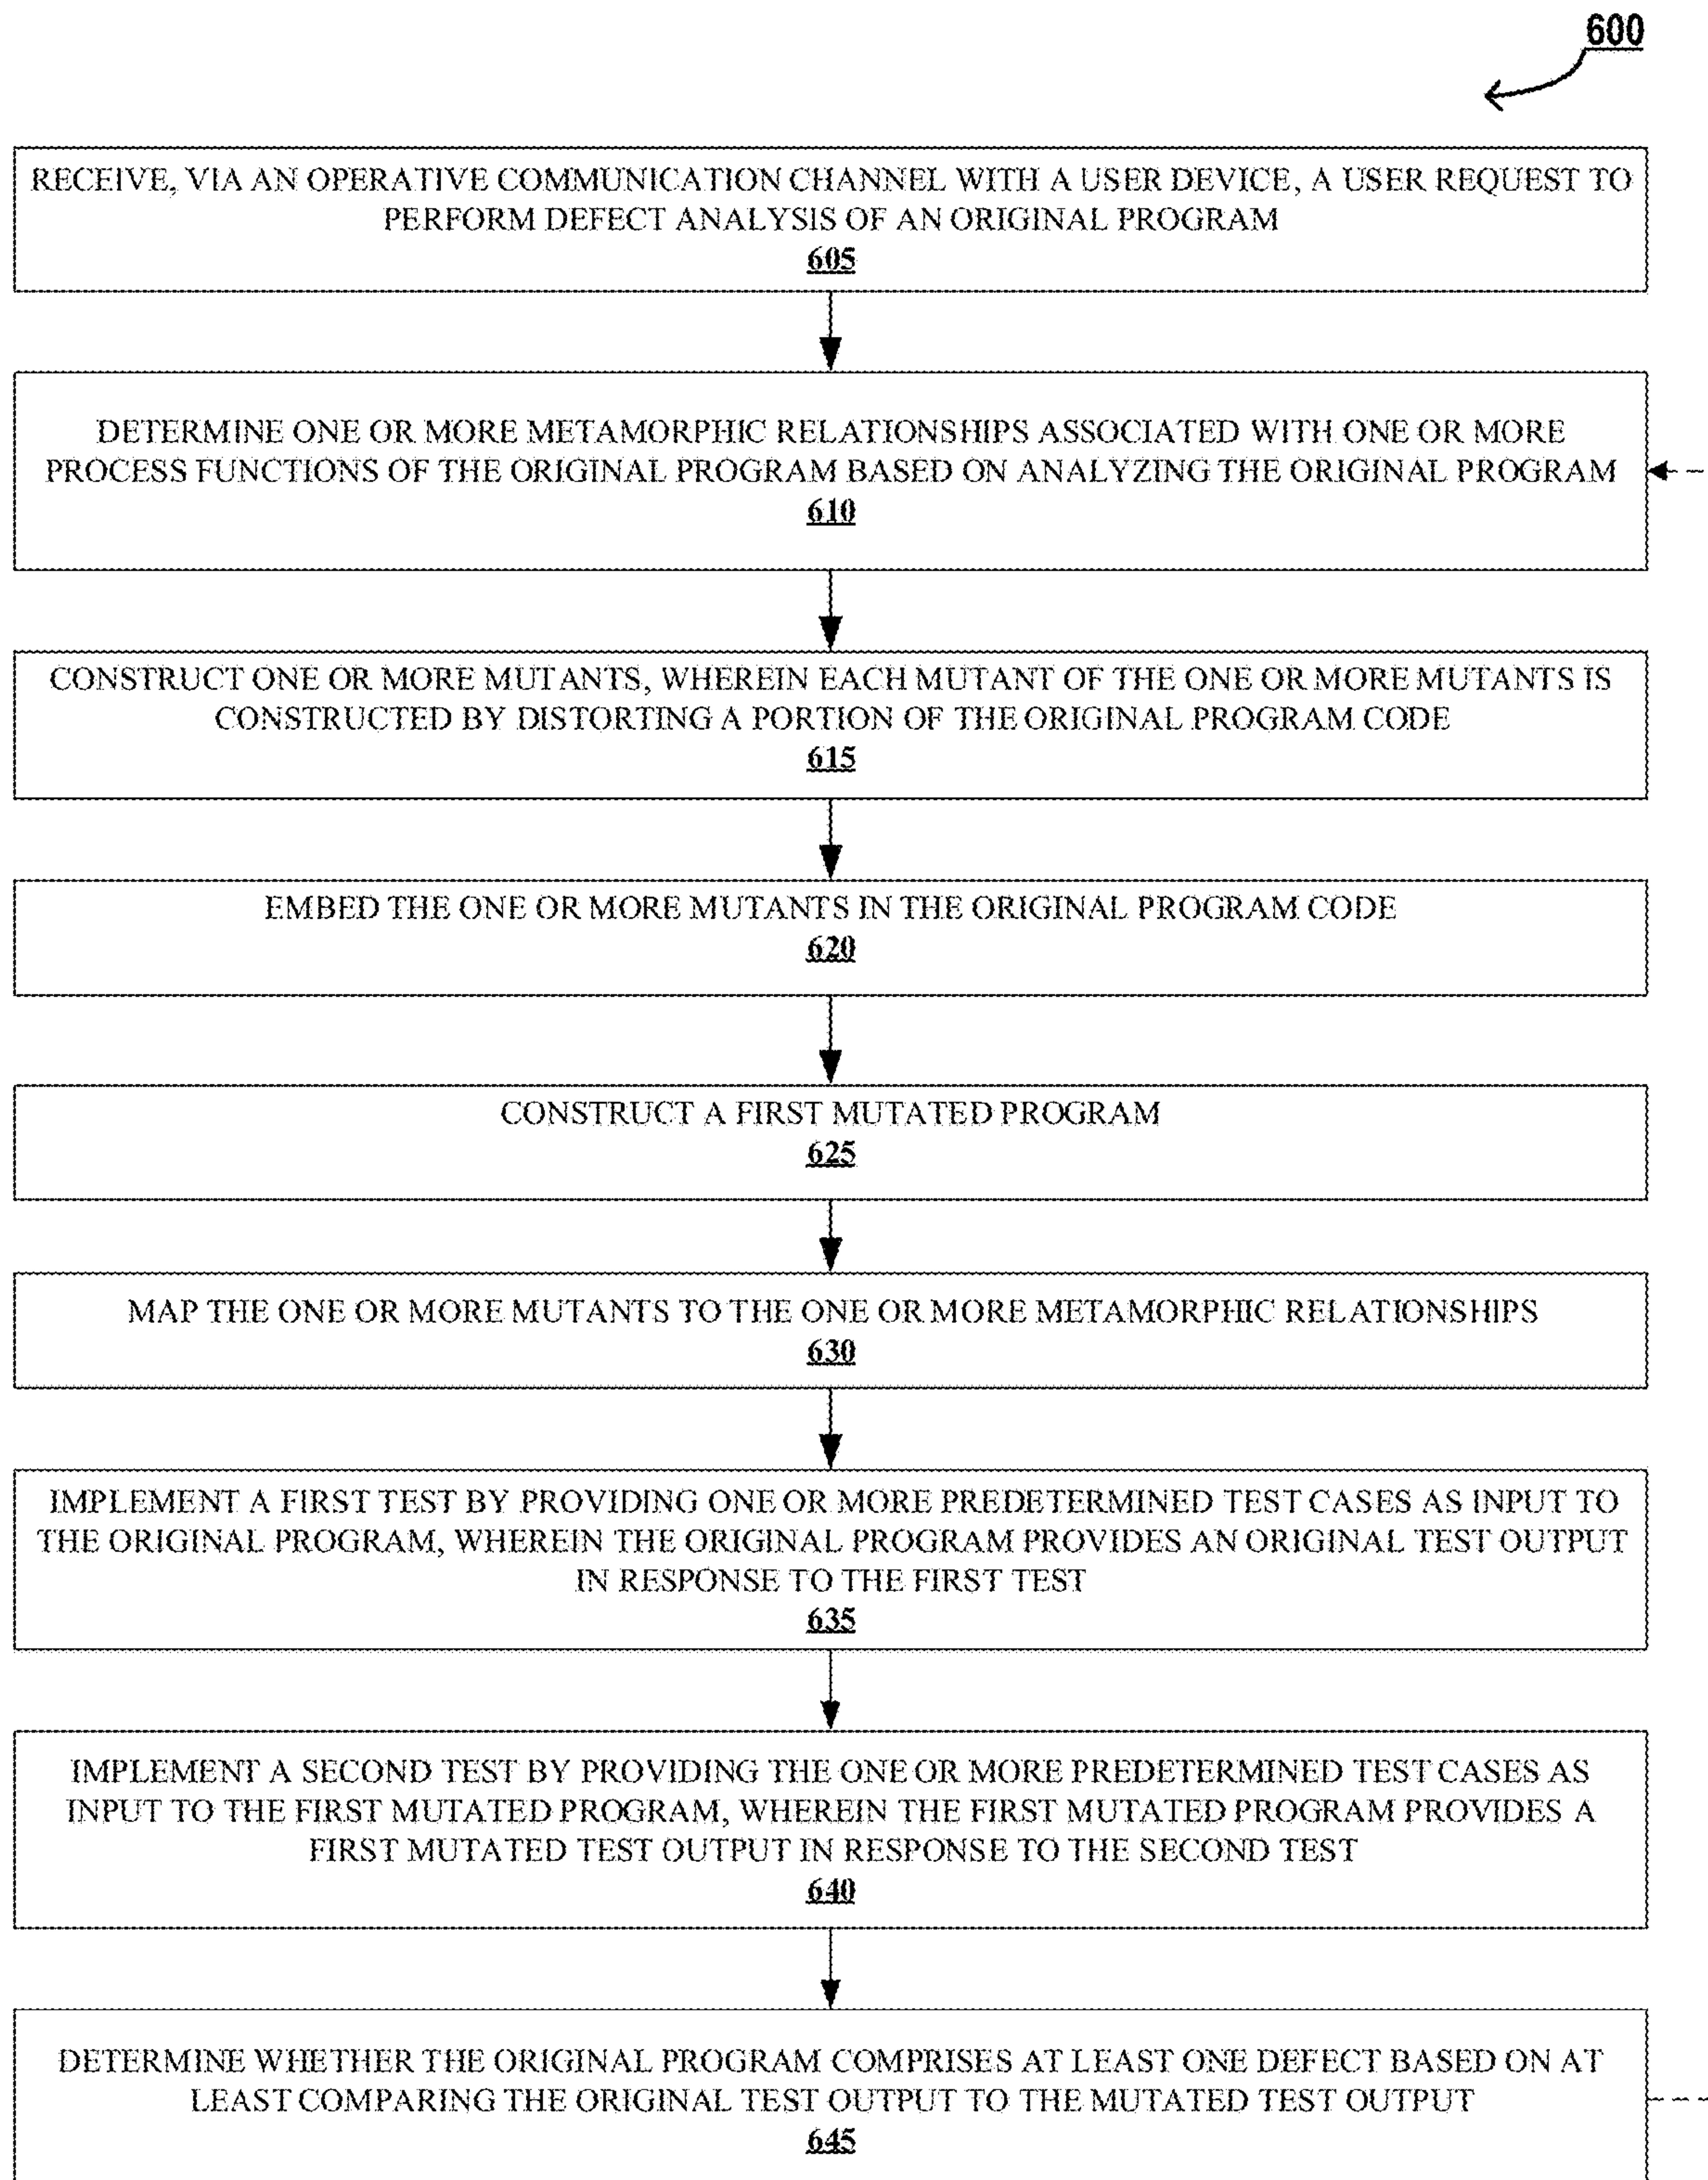 600
RECEIVE, VIA AN OPERATIVE COMMUNICATION CHANNEL WITH A USER DEVICE, A USER REQUEST TO
PERFORM DEFECT ANALYSIS OF AN ORIGINAL PROGRAM
605
DETERMINE ONE OR MORE METAMORPHIC RELATIONSHIPS ASSOCIATED WITH ONE OR MORE
PROCESS FUNCTIONS OF THE ORIGINAL PROGRAM BASED ON ANALYZING THE ORIGINAL PROGRAM
610
CONSTRUCT ONE OR MORE MUTANTS, WHEREIN EACH MUTANT OF THE ONE OR MORE MUTANTS IS
CONSTRUCTED BY DISTORTING A PORTION OF THE ORIGINAL PROGRAM CODE
615
EMBED THE ONE OR MORE MUTANTS IN THE ORIGINAL PROGRAM CODE
620
CONSTRUCT A FIRST MUTATED PROGRAM
625
MAP THE ONE OR MORE MUTANTS TO THE ONE OR MORE METAMORPHIC RELATIONSHIPS
630
IMPLEMENT A FIRST TEST BY PROVIDING ONE OR MORE PREDETERMINED TEST CASES AS INPUT TO
THE ORIGINAL PROGRAM, WHEREIN THE ORIGINAL PROGRAM PROVIDES AN ORIGINAL TEST OUTPUT
IN RESPONSE TO THE FIRST TEST
635
IMPLEMENT A SECOND TEST BY PROVIDING THE ONE OR MORE PREDETERMINED TEST CASES AS
INPUT TO THE FIRST MUTATED PROGRAM, WHEREIN THE FIRST MUTATED PROGRAM PROVIDES A
FIRST MUTATED TEST OUTPUT IN RESPONSE TO THE SECOND TEST
640
DETERMINE WHETHER THE ORIGINAL PROGRAM COMPRISES AT LEAST ONE DEFECT BASED ON AT
LEAST COMPARING THE ORIGINAL TEST OUTPUT TO THE MUTATED TEST OUTPUT
645